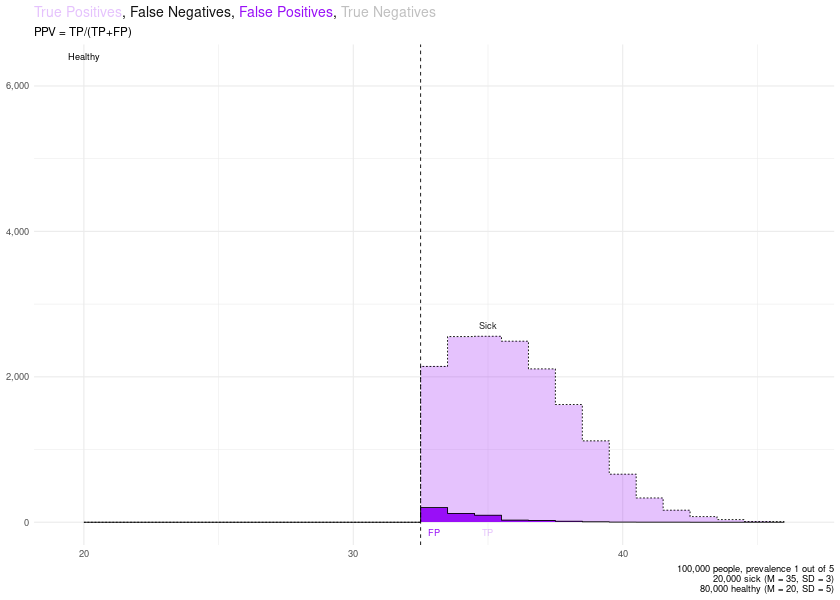 True Positives, False Negatives, False Positives, True Negatives
PPV = TP/(TP+FP)
Healthy
6,000
4,000
Sick
2,000
0
FP
TP
20
30
40
100,000 people, prevalence 1 out of 5
20,000 sick (M = 35, SD = 3)
80,000 healthy (M = 20, SD = 5)